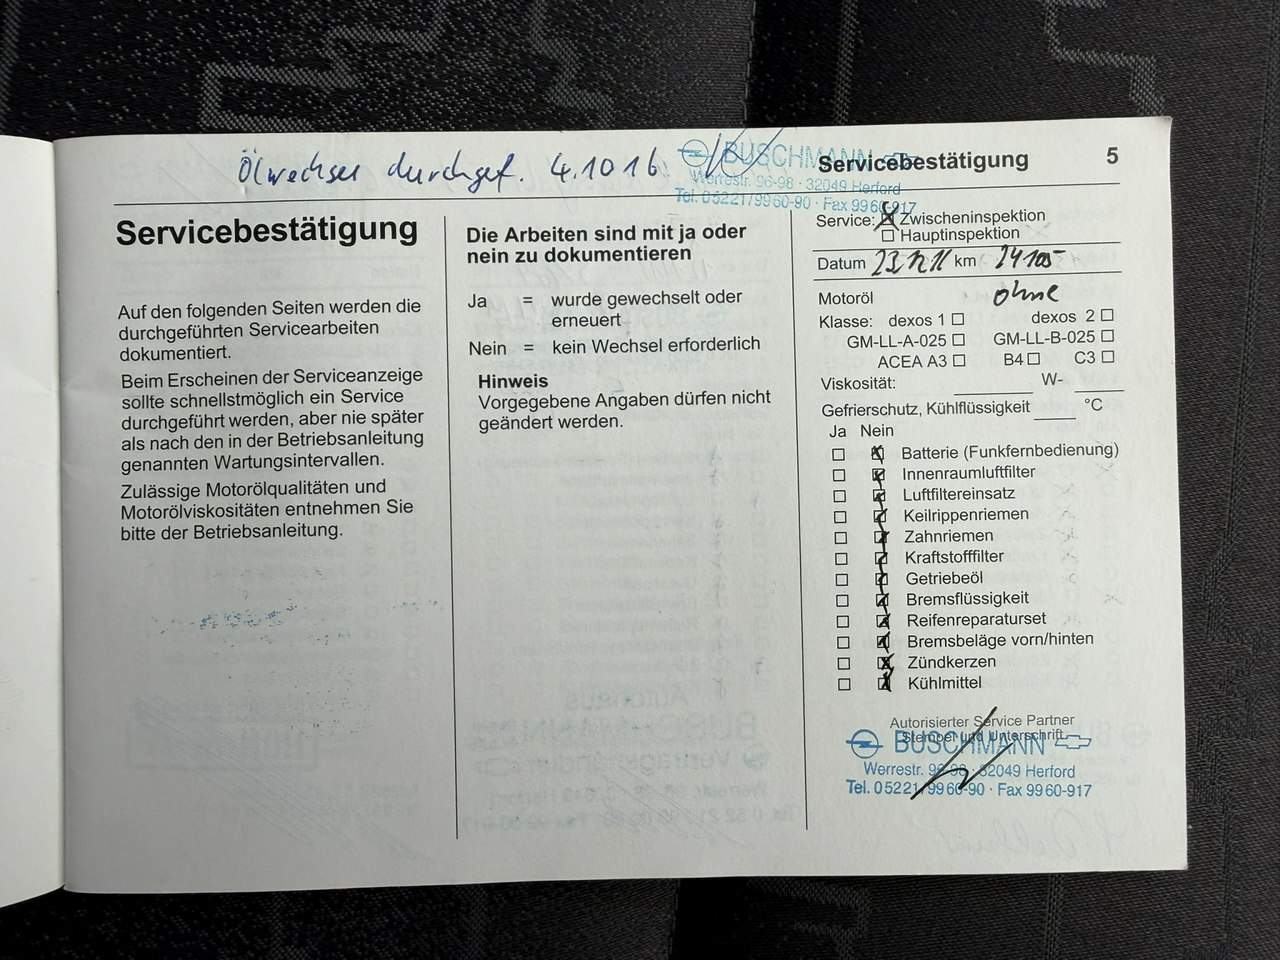 Ölwechsel durchgef. 4.10 16
BUSCHMANN
Werrestr. 96-98 · 32049 Herford
Tel. 05221/9960-90 · Fax 9960-917
Servicebestätigung 5
Servicebestätigung
Auf den folgenden Seiten werden die
durchgeführten Servicearbeiten
dokumentiert.
Beim Erscheinen der Serviceanzeige
sollte schnellstmöglich ein Service
durchgeführt werden, aber nie später
als nach den in der Betriebsanleitung
genannten Wartungsintervallen.
Zulässige Motorölqualitäten und
Motorölviskositäten entnehmen Sie
bitte der Betriebsanleitung.
Die Arbeiten sind mit ja oder
nein zu dokumentieren
Ja = wurde gewechselt oder
erneuert
Nein = kein Wechsel erforderlich
Hinweis
Vorgegebene Angaben dürfen nicht
geändert werden.
Service: Zwischeninspektion
Hauptinspektion
Datum km 24105
Motoröl ohne
Klasse: dexos 1 dexos 2
GM-LL-A-025 GM-LL-B-025
ACEA A3 B4 C3
Viskosität: W-
Gefrierschutz, Kühlflüssigkeit °C
Ja Nein
Batterie (Funkfernbedienung)
Innenraumluftfilter
Luftfiltereinsatz
Keilrippenriemen
Zahnriemen
Kraftstofffilter
Getriebeöl
Bremsflüssigkeit
Reifenreparaturset
Bremsbeläge vorn/hinten
Zündkerzen
Kühlmittel
Autorisierter Service Partner
Stempel und Unterschrift
BUSCHMANN
Werrestr. 96-98 · 32049 Herford
Tel. 05221/9960-90 · Fax 9960-917